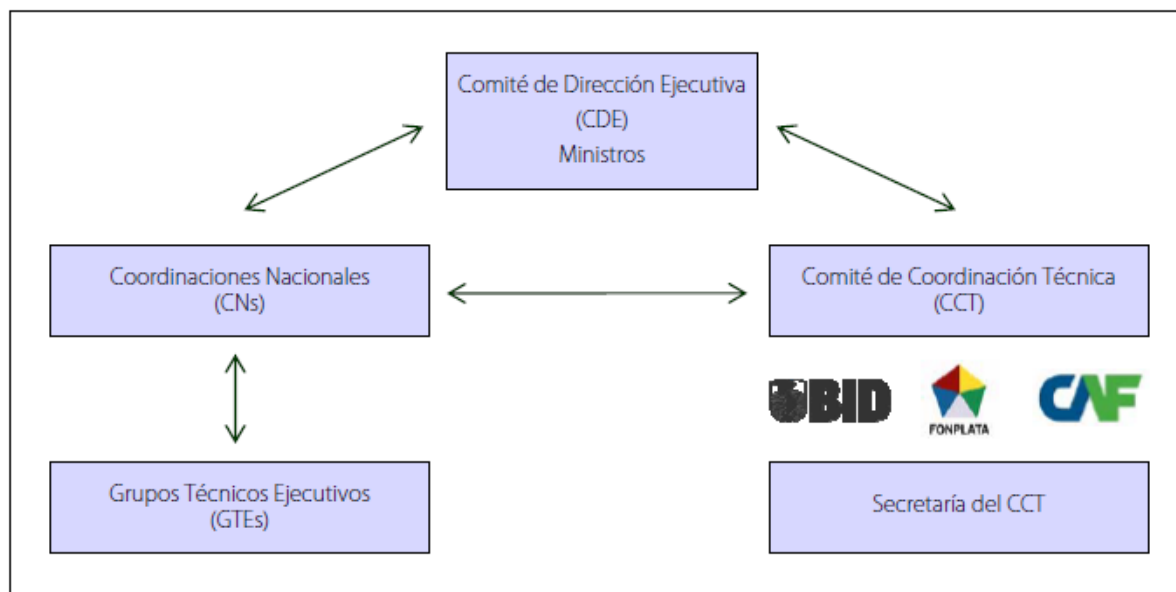 Comité de Dirección Ejecutiva
(CDE)
Ministros
Coordinaciones Nacionales
(CNs)
Comité de Coordinación Técnica
(CCT)
BID
FONPLATA
CAF
Grupos Técnicos Ejecutivos
(GTEs)
Secretaría del CCT